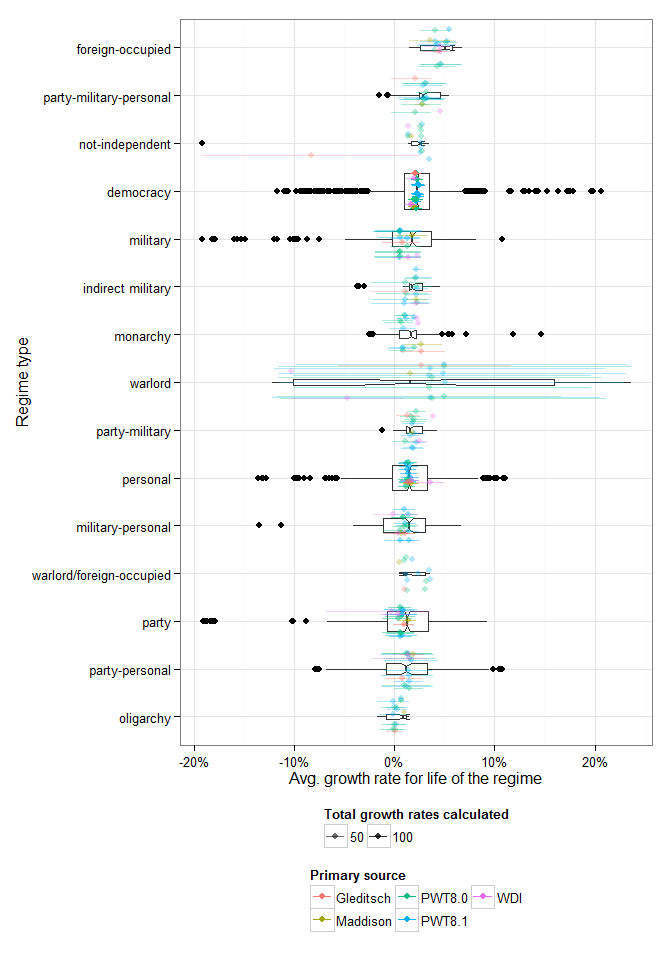 foreign-occupied
party-military-personal
not-independent
democracy
military
indirect military
monarchy
warlord
party-military
personal
military-personal
warlord/foreign-occupied
party
party-personal
oligarchy
Regime type
-20% -10% 0% 10% 20%
Avg. growth rate for life of the regime
Total growth rates calculated
50 100
Primary source
Gleditsch PWT8.0 WDI
Maddison PWT8.1